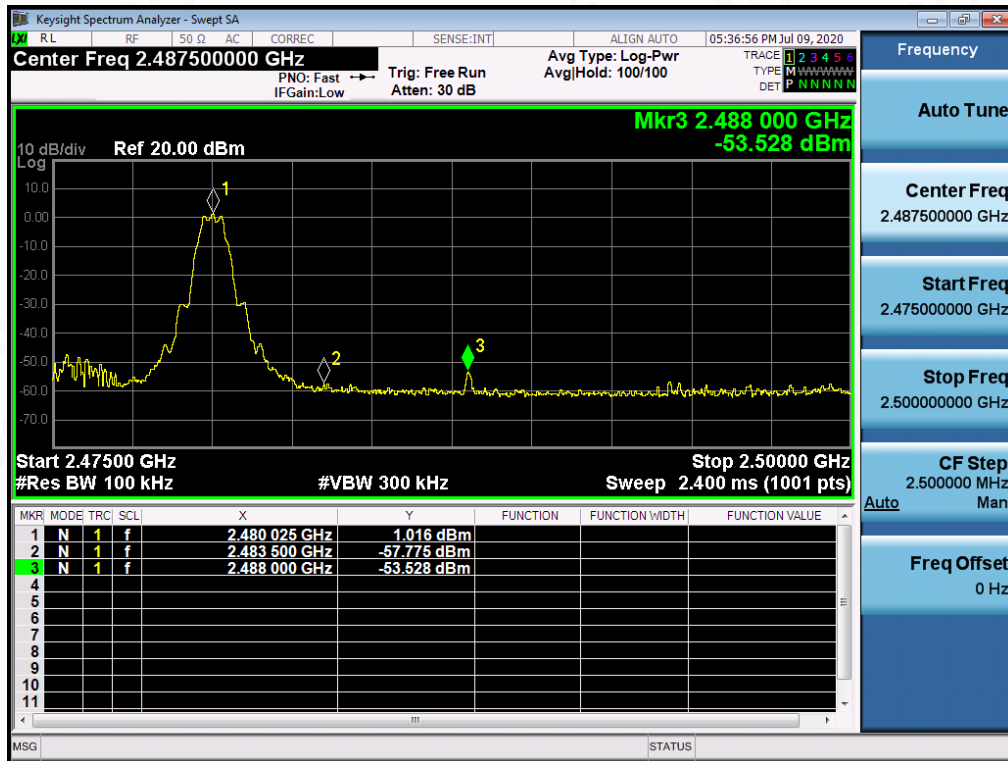 Keysight Spectrum Analyzer - Swept SA
LXI RL RF 50 Ω AC CORREC SENSE:INT ALIGN AUTO 05:36:56 PM Jul 09, 2020
Center Freq 2.487500000 GHz
PNO: Fast
IFGain:Low
Trig: Free Run
Atten: 30 dB
Avg Type: Log-Pwr
Avg|Hold: 100/100
TRACE 1 2 3 4 5 6
TYPE M W W W W W
DET P N N N N N
Mkr3 2.488 000 GHz
-53.528 dBm
10 dB/div Ref 20.00 dBm
Log
10.0
0.00
-10.0
-20.0
-30.0
-40.0
-50.0
-60.0
-70.0
1
2
3
Start 2.47500 GHz Stop 2.50000 GHz
#Res BW 100 kHz #VBW 300 kHz Sweep 2.400 ms (1001 pts)
MKR MODE TRC SCL X Y FUNCTION FUNCTION WIDTH FUNCTION VALUE
1 N 1 f 2.480 025 GHz 1.016 dBm
2 N 1 f 2.483 500 GHz -57.775 dBm
3 N 1 f 2.488 000 GHz -53.528 dBm
4
5
6
7
8
9
10
11
MSG STATUS
Frequency
Auto Tune
Center Freq
2.487500000 GHz
Start Freq
2.475000000 GHz
Stop Freq
2.500000000 GHz
CF Step
2.500000 MHz
Auto Man
Freq Offset
0 Hz